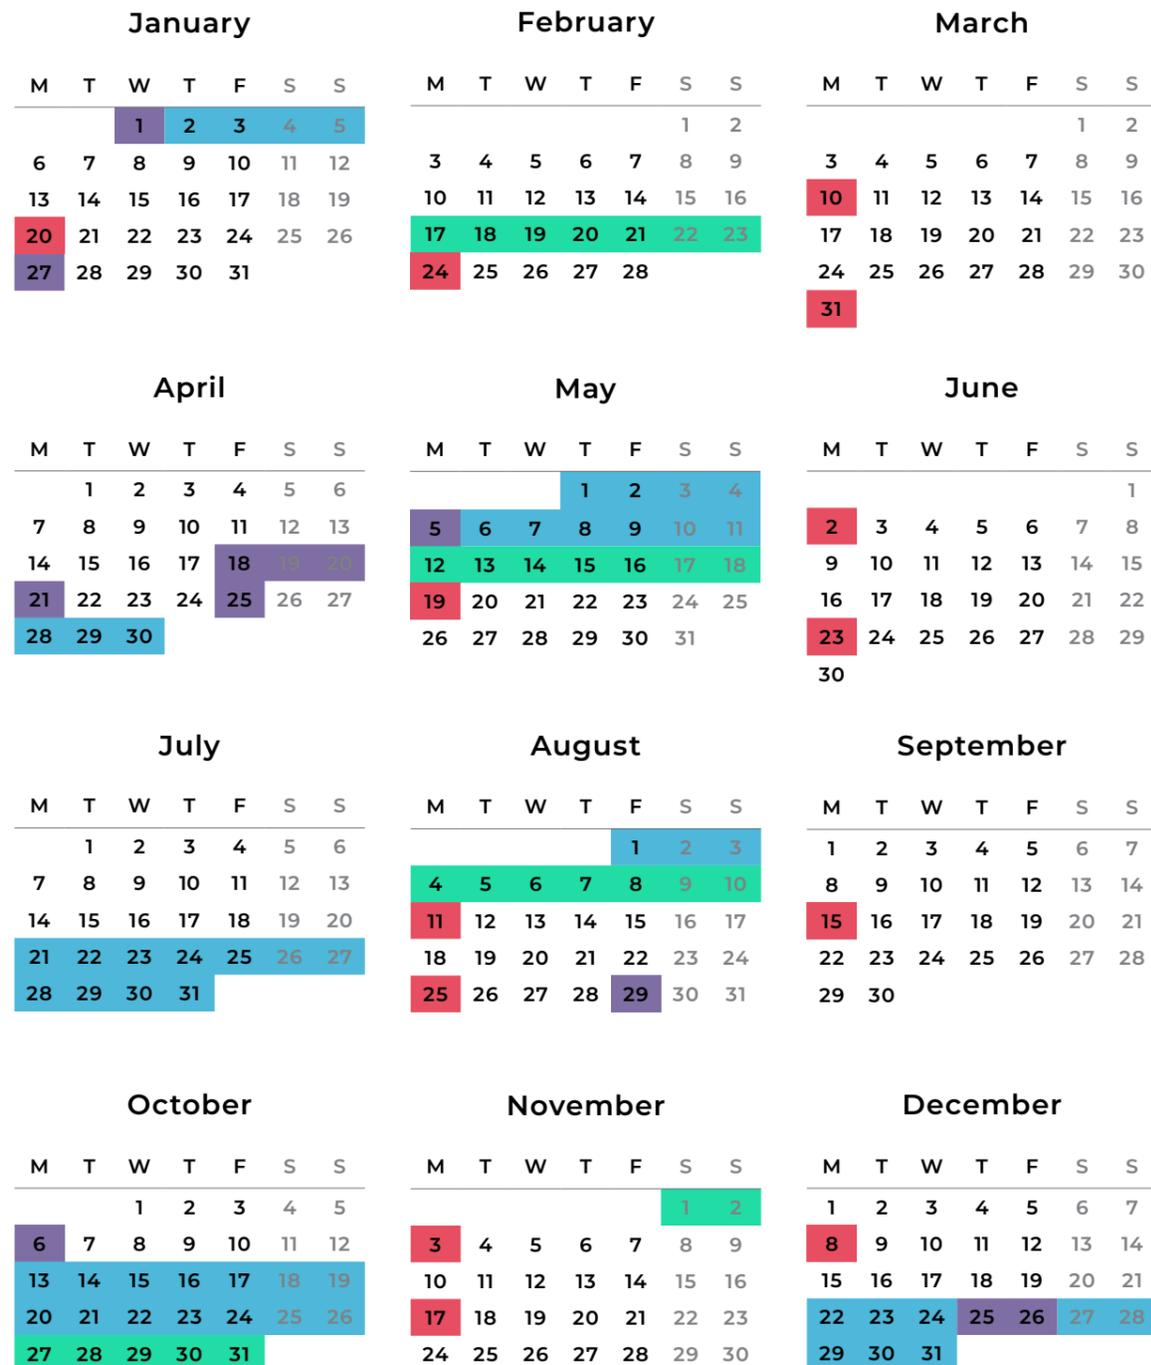 January
M T W T F S S
1 2 3 4 5
6 7 8 9 10 11 12
13 14 15 16 17 18 19
20 21 22 23 24 25 26
27 28 29 30 31
February
M T W T F S S
1 2
3 4 5 6 7 8 9
10 11 12 13 14 15 16
17 18 19 20 21 22 23
24 25 26 27 28
March
M T W T F S S
1 2
3 4 5 6 7 8 9
10 11 12 13 14 15 16
17 18 19 20 21 22 23
24 25 26 27 28 29 30
31
April
M T W T F S S
1 2 3 4 5 6
7 8 9 10 11 12 13
14 15 16 17 18 19 20
21 22 23 24 25 26 27
28 29 30
May
M T W T F S S
1 2 3 4
5 6 7 8 9 10 11
12 13 14 15 16 17 18
19 20 21 22 23 24 25
26 27 28 29 30 31
June
M T W T F S S
1
2 3 4 5 6 7 8
9 10 11 12 13 14 15
16 17 18 19 20 21 22
23 24 25 26 27 28 29
30
July
M T W T F S S
1 2 3 4 5 6
7 8 9 10 11 12 13
14 15 16 17 18 19 20
21 22 23 24 25 26 27
28 29 30 31
August
M T W T F S S
1 2 3
4 5 6 7 8 9 10
11 12 13 14 15 16 17
18 19 20 21 22 23 24
25 26 27 28 29 30 31
September
M T W T F S S
1 2 3 4 5 6 7
8 9 10 11 12 13 14
15 16 17 18 19 20 21
22 23 24 25 26 27 28
29 30
October
M T W T F S S
1 2 3 4 5
6 7 8 9 10 11 12
13 14 15 16 17 18 19
20 21 22 23 24 25 26
27 28 29 30 31
November
M T W T F S S
1 2
3 4 5 6 7 8 9
10 11 12 13 14 15 16
17 18 19 20 21 22 23
24 25 26 27 28 29 30
December
M T W T F S S
1 2 3 4 5 6 7
8 9 10 11 12 13 14
15 16 17 18 19 20 21
22 23 24 25 26 27 28
29 30 31